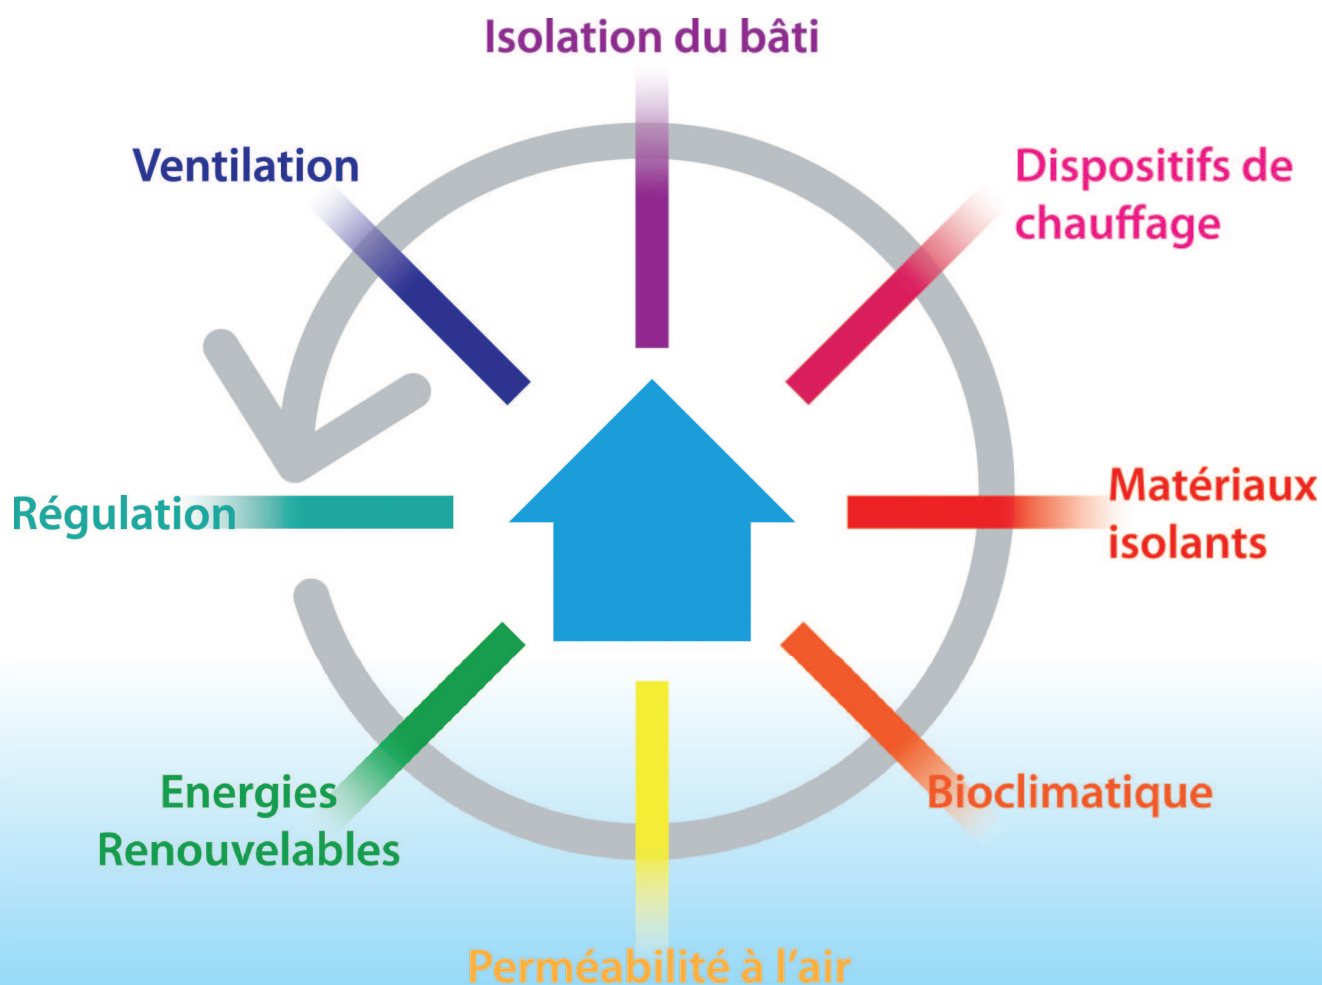 Isolation du bâti
Ventilation
Dispositifs de
chauffage
Régulation
Matériaux
isolants
Energies
Renouvelables
Bioclimatique
Perméabilité à l'air